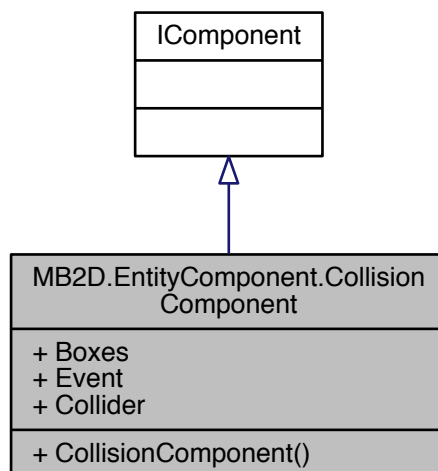 IComponent
MB2D.EntityComponent.Collision
Component
+ Boxes
+ Event
+ Collider
+ CollisionComponent()